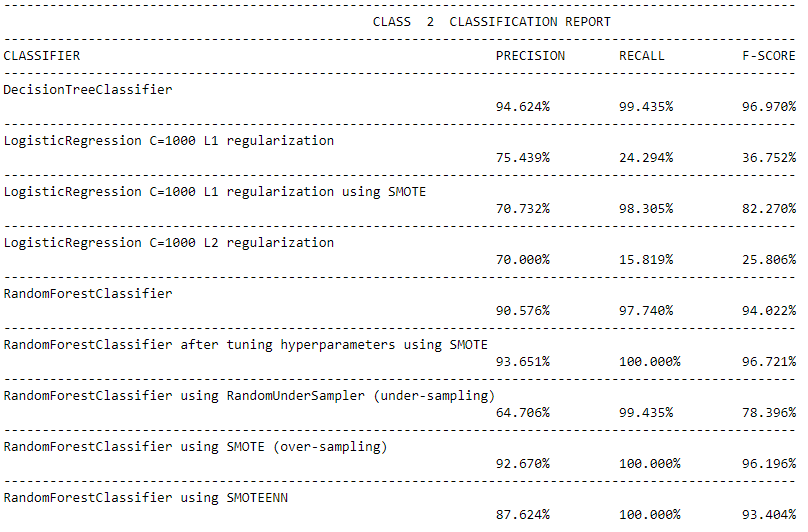 CLASS  2  CLASSIFICATION REPORT
CLASSIFIER PRECISION RECALL F-SCORE
DecisionTreeClassifier
94.624% 99.435% 96.970%
LogisticRegression C=1000 L1 regularization
75.439% 24.294% 36.752%
LogisticRegression C=1000 L1 regularization using SMOTE
70.732% 98.305% 82.270%
LogisticRegression C=1000 L2 regularization
70.000% 15.819% 25.806%
RandomForestClassifier
90.576% 97.740% 94.022%
RandomForestClassifier after tuning hyperparameters using SMOTE
93.651% 100.000% 96.721%
RandomForestClassifier using RandomUnderSampler (under-sampling)
64.706% 99.435% 78.396%
RandomForestClassifier using SMOTE (over-sampling)
92.670% 100.000% 96.196%
RandomForestClassifier using SMOTEENN
87.624% 100.000% 93.404%